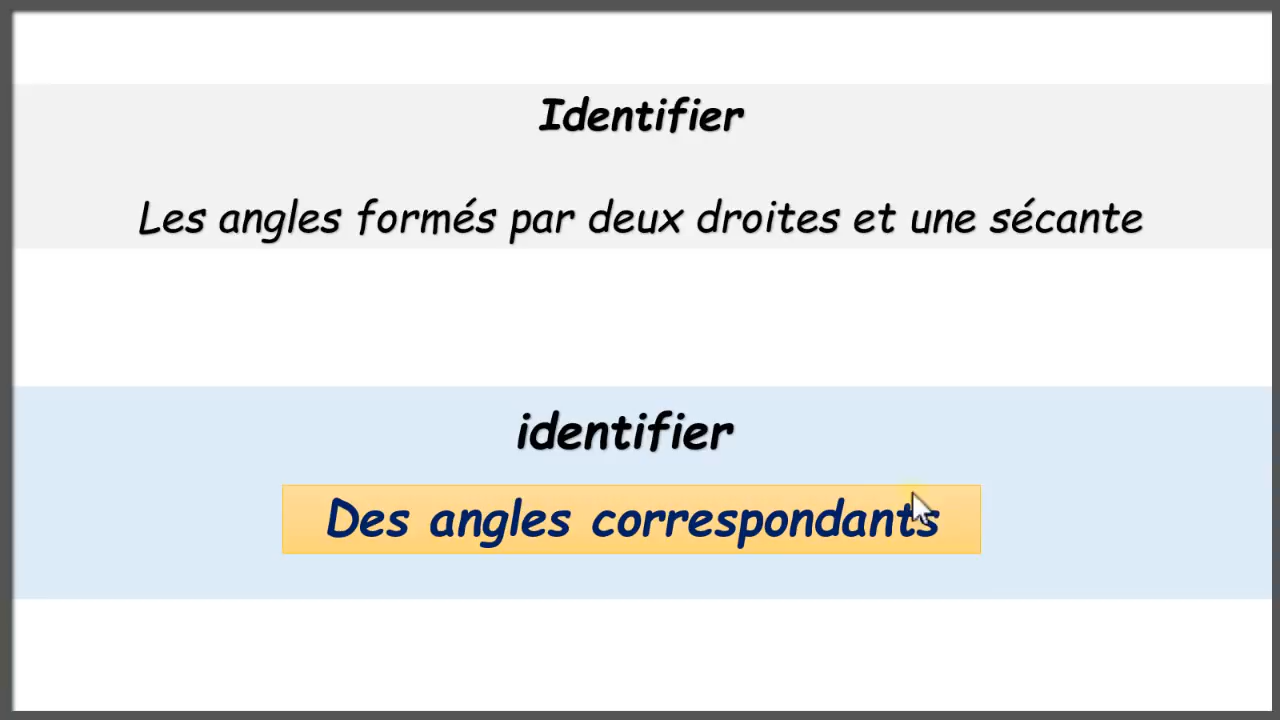 Identifier
Les angles formés par deux droites et une sécante
identifier
Des angles correspondants